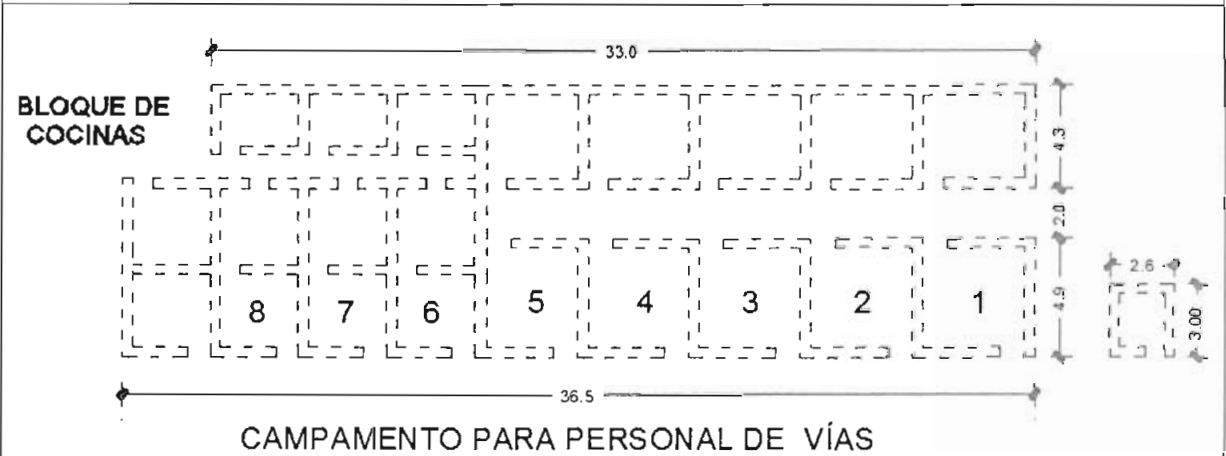 33.0
BLOQUE DE
COCINAS
4.3
2.0
4.9
2.6
3.00
8 7 6 5 4 3 2 1
36.5
CAMPAMENTO PARA PERSONAL DE VÍAS